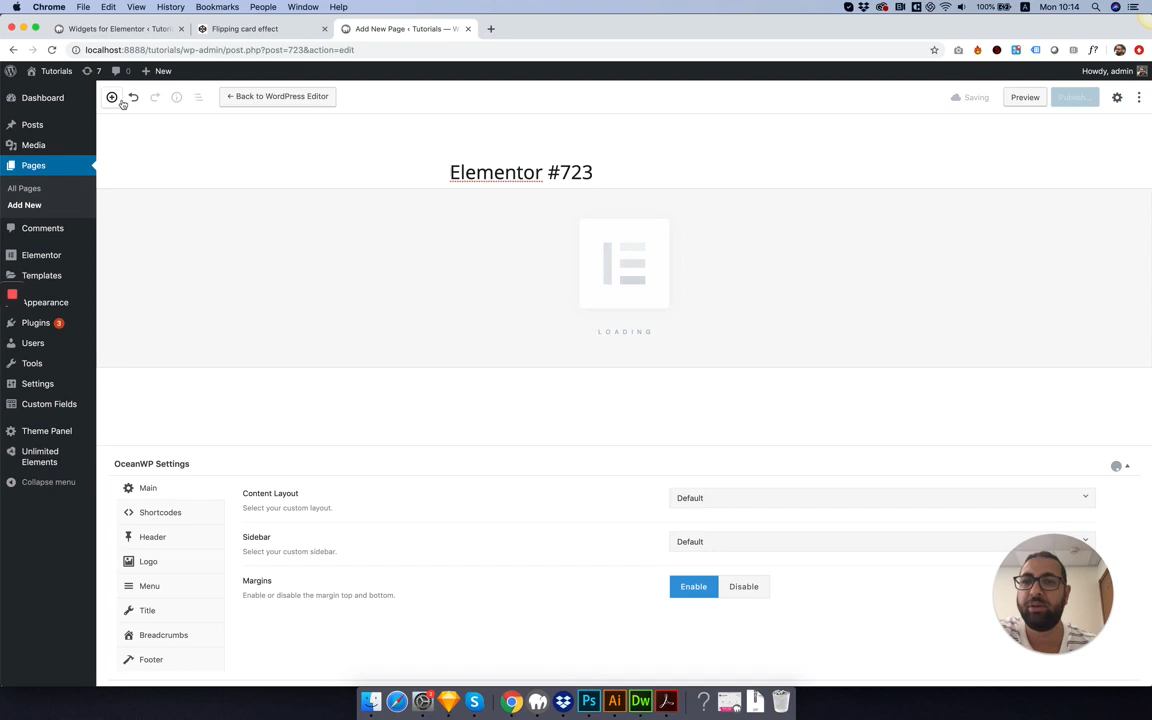 Chrome File Edit View History Bookmarks People Window Help 100% Mon 10:14
Widgets for Elementor ‹ Tutorials Flipping card effect Add New Page ‹ Tutorials — W
localhost:8888/tutorials/wp-admin/post.php?post=723&action=edit
Tutorials 7 0 New Howdy, admin
Dashboard
Posts
Media
Pages
All Pages
Add New
Comments
Elementor
Templates
Appearance
Plugins 3
Users
Tools
Settings
Custom Fields
Theme Panel
Unlimited
Elements
Collapse menu
← Back to WordPress Editor Saving Preview Publish...
Elementor #723
LOADING
OceanWP Settings
Main
Shortcodes
Header
Logo
Menu
Title
Breadcrumbs
Footer
Content Layout
Select your custom layout.
Default
Sidebar
Select your custom sidebar.
Default
Margins
Enable or disable the margin top and bottom.
Enable Disable
Ps Ai Dw